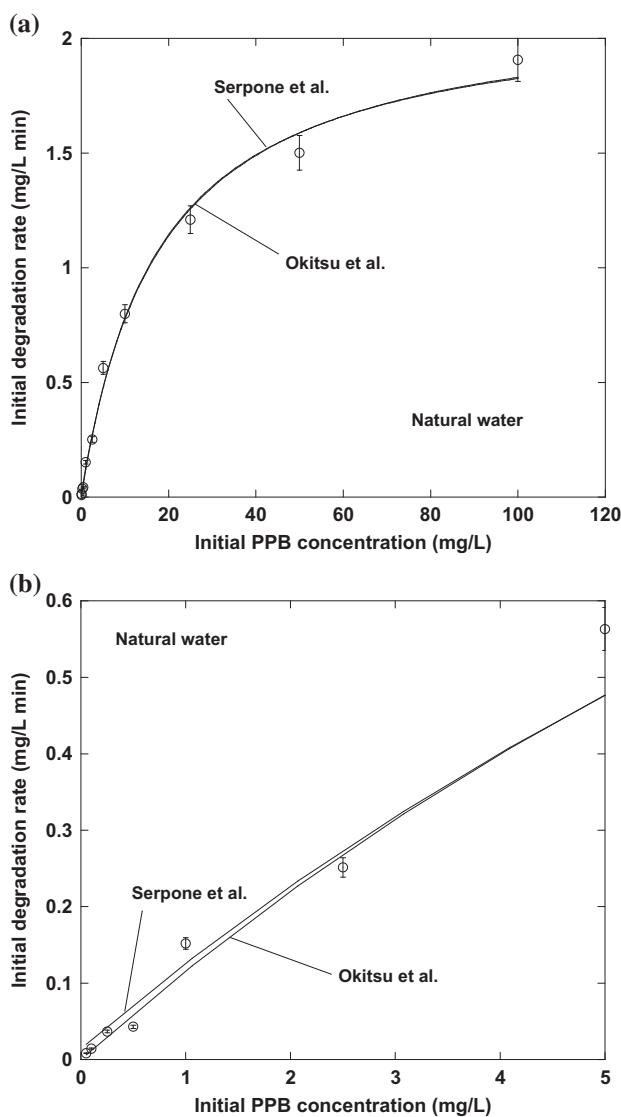 (a)
2
1.5
1
0.5
0
Initial degradation rate (mg/L min)
Serpone et al.
Okitsu et al.
Natural water
0 20 40 60 80 100 120
Initial PPB concentration (mg/L)
(b)
0.6
0.5
0.4
0.3
0.2
0.1
0
Initial degradation rate (mg/L min)
Natural water
Serpone et al.
Okitsu et al.
0 1 2 3 4 5
Initial PPB concentration (mg/L)